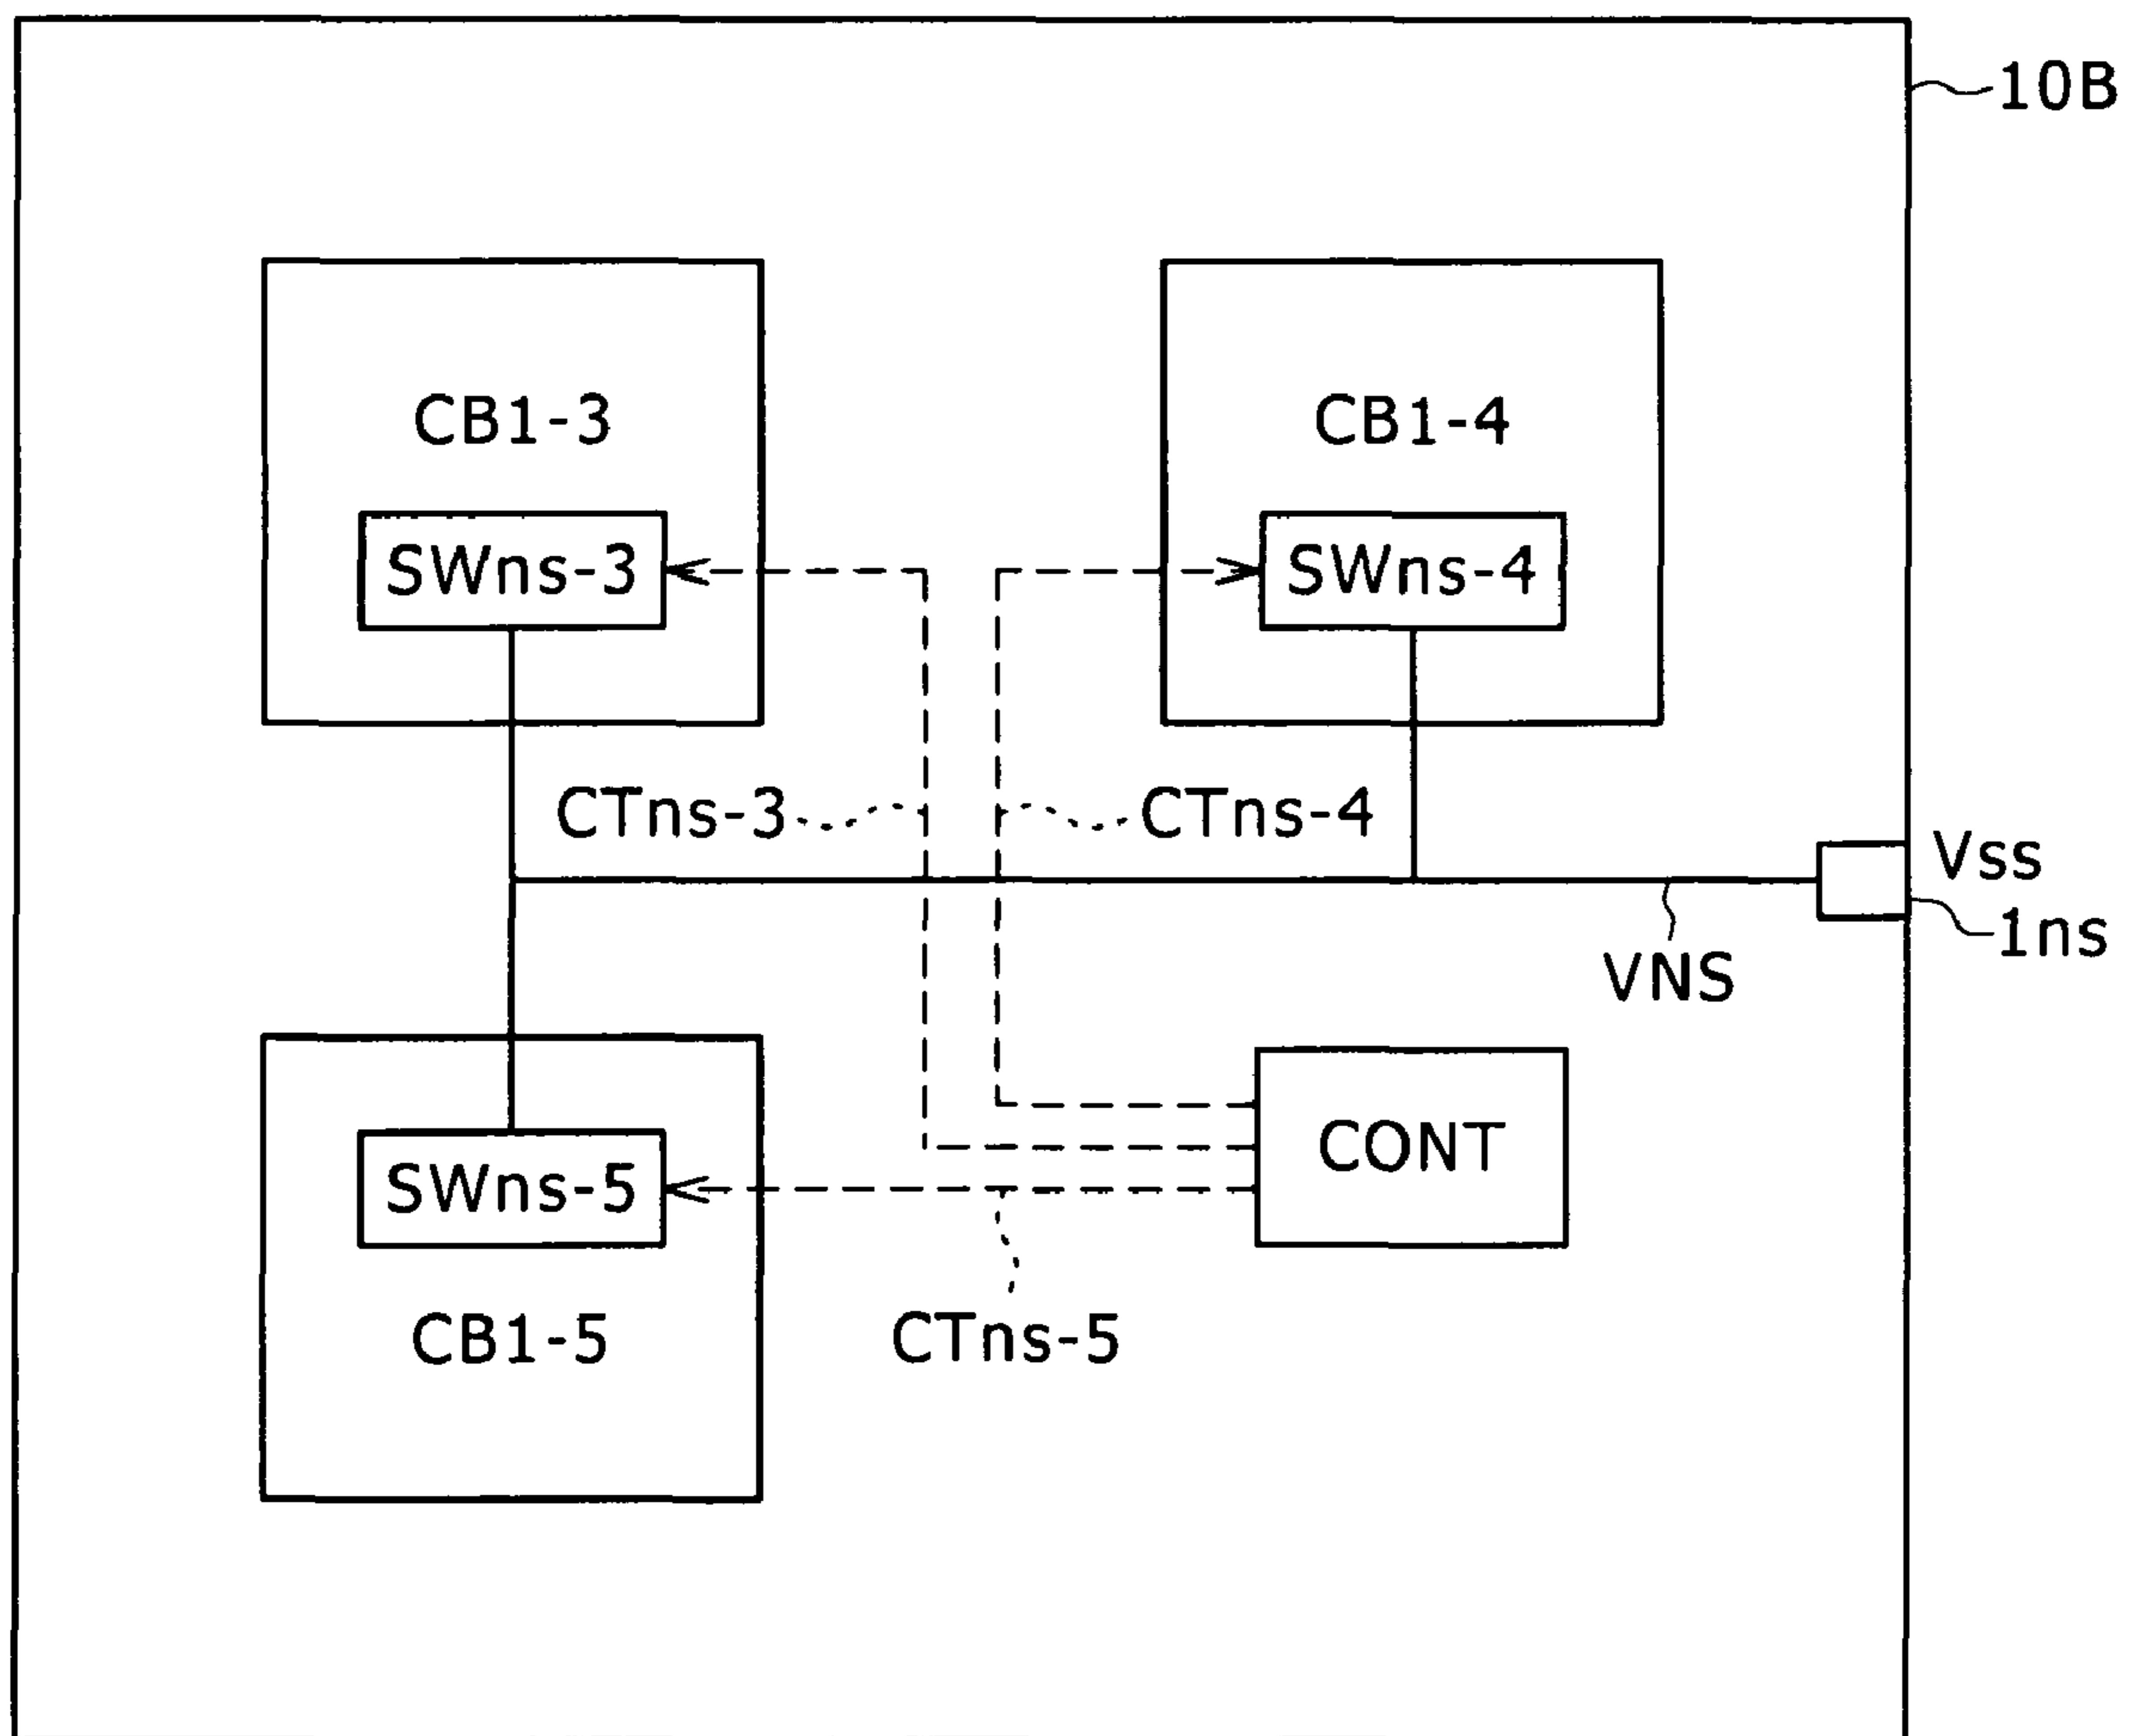 10B
CB1-3
CB1-4
SWns-3
SWns-4
CTns-3
CTns-4
Vss
1ns
VNS
CONT
SWns-5
CB1-5
CTns-5